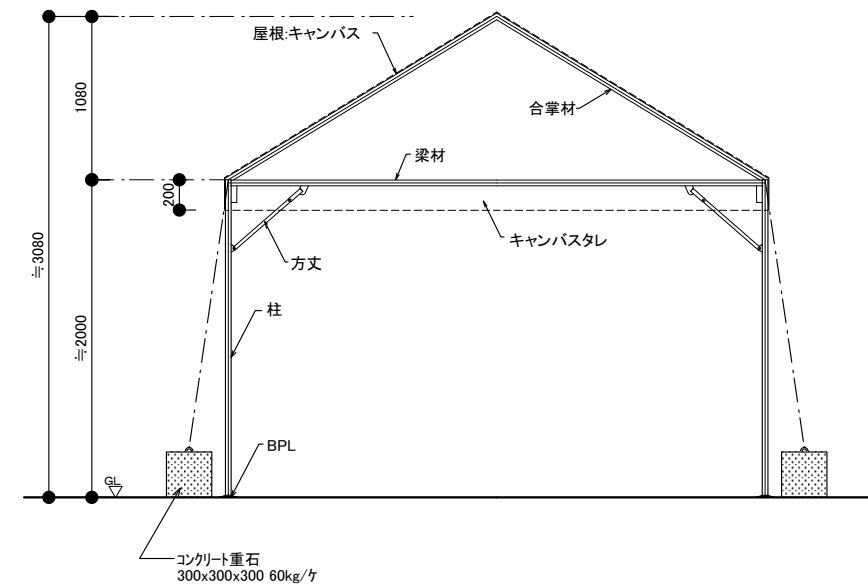 屋根:キャンバス
合掌材
1080
梁材
200
キャンバスタレ
≒3080
方丈
≒2000
柱
BPL
GL
コンクリート重石
300x300x300 60kg/ケ